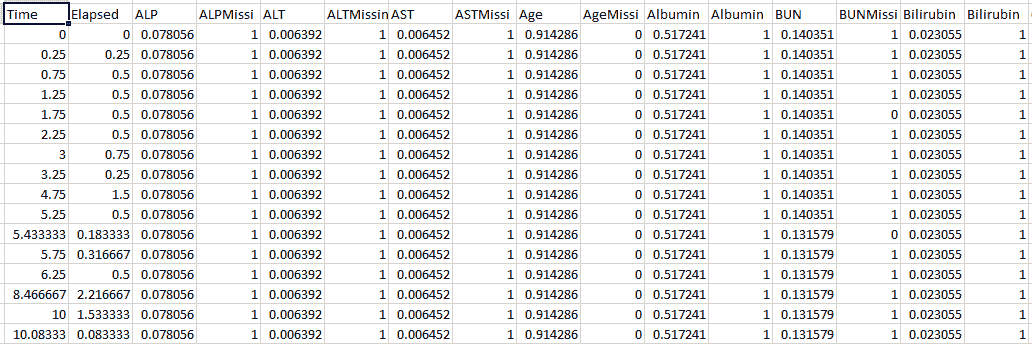 Time Elapsed ALP ALPMissi ALT ALTMissin AST ASTMissi Age AgeMissi Albumin Albumin BUN BUNMissi Bilirubin Bilirubin
0 0 0.078056 1 0.006392 1 0.006452 1 0.914286 0 0.517241 1 0.140351 1 0.023055 1
0.25 0.25 0.078056 1 0.006392 1 0.006452 1 0.914286 0 0.517241 1 0.140351 1 0.023055 1
0.75 0.5 0.078056 1 0.006392 1 0.006452 1 0.914286 0 0.517241 1 0.140351 1 0.023055 1
1.25 0.5 0.078056 1 0.006392 1 0.006452 1 0.914286 0 0.517241 1 0.140351 1 0.023055 1
1.75 0.5 0.078056 1 0.006392 1 0.006452 1 0.914286 0 0.517241 1 0.140351 0 0.023055 1
2.25 0.5 0.078056 1 0.006392 1 0.006452 1 0.914286 0 0.517241 1 0.140351 1 0.023055 1
3 0.75 0.078056 1 0.006392 1 0.006452 1 0.914286 0 0.517241 1 0.140351 1 0.023055 1
3.25 0.25 0.078056 1 0.006392 1 0.006452 1 0.914286 0 0.517241 1 0.140351 1 0.023055 1
4.75 1.5 0.078056 1 0.006392 1 0.006452 1 0.914286 0 0.517241 1 0.140351 1 0.023055 1
5.25 0.5 0.078056 1 0.006392 1 0.006452 1 0.914286 0 0.517241 1 0.140351 1 0.023055 1
5.433333 0.183333 0.078056 1 0.006392 1 0.006452 1 0.914286 0 0.517241 1 0.131579 0 0.023055 1
5.75 0.316667 0.078056 1 0.006392 1 0.006452 1 0.914286 0 0.517241 1 0.131579 1 0.023055 1
6.25 0.5 0.078056 1 0.006392 1 0.006452 1 0.914286 0 0.517241 1 0.131579 1 0.023055 1
8.466667 2.216667 0.078056 1 0.006392 1 0.006452 1 0.914286 0 0.517241 1 0.131579 1 0.023055 1
10 1.533333 0.078056 1 0.006392 1 0.006452 1 0.914286 0 0.517241 1 0.131579 1 0.023055 1
10.08333 0.083333 0.078056 1 0.006392 1 0.006452 1 0.914286 0 0.517241 1 0.131579 1 0.023055 1